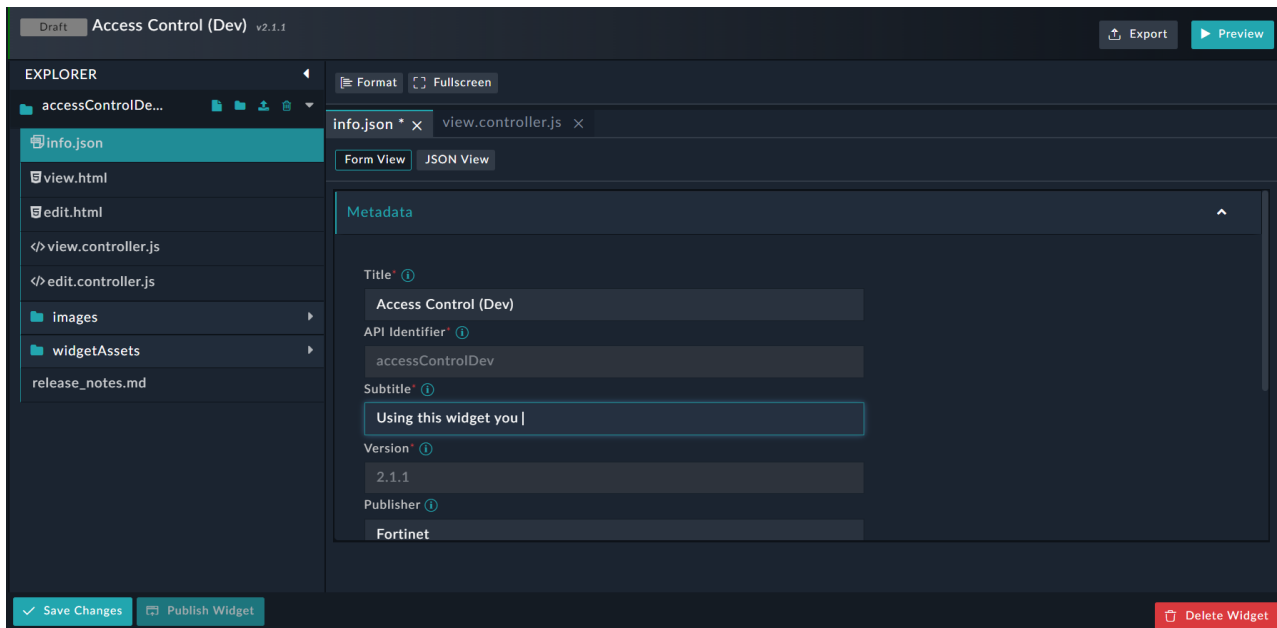 Draft Access Control (Dev) v2.1.1
Export
Preview
EXPLORER
accessControlDe...
info.json
view.html
edit.html
view.controller.js
edit.controller.js
images
widgetAssets
release_notes.md
Format Fullscreen
info.json * × view.controller.js ×
Form View JSON View
Metadata
Title*
Access Control (Dev)
API Identifier*
accessControlDev
Subtitle*
Using this widget you
Version*
2.1.1
Publisher
Fortinet
Save Changes Publish Widget
Delete Widget